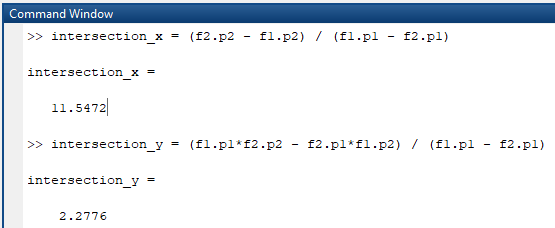 Command Window
>> intersection_x = (f2.p2 - f1.p2) / (f1.p1 - f2.p1)
intersection_x =
11.5472
>> intersection_y = (f1.p1*f2.p2 - f2.p1*f1.p2) / (f1.p1 - f2.p1)
intersection_y =
2.2776